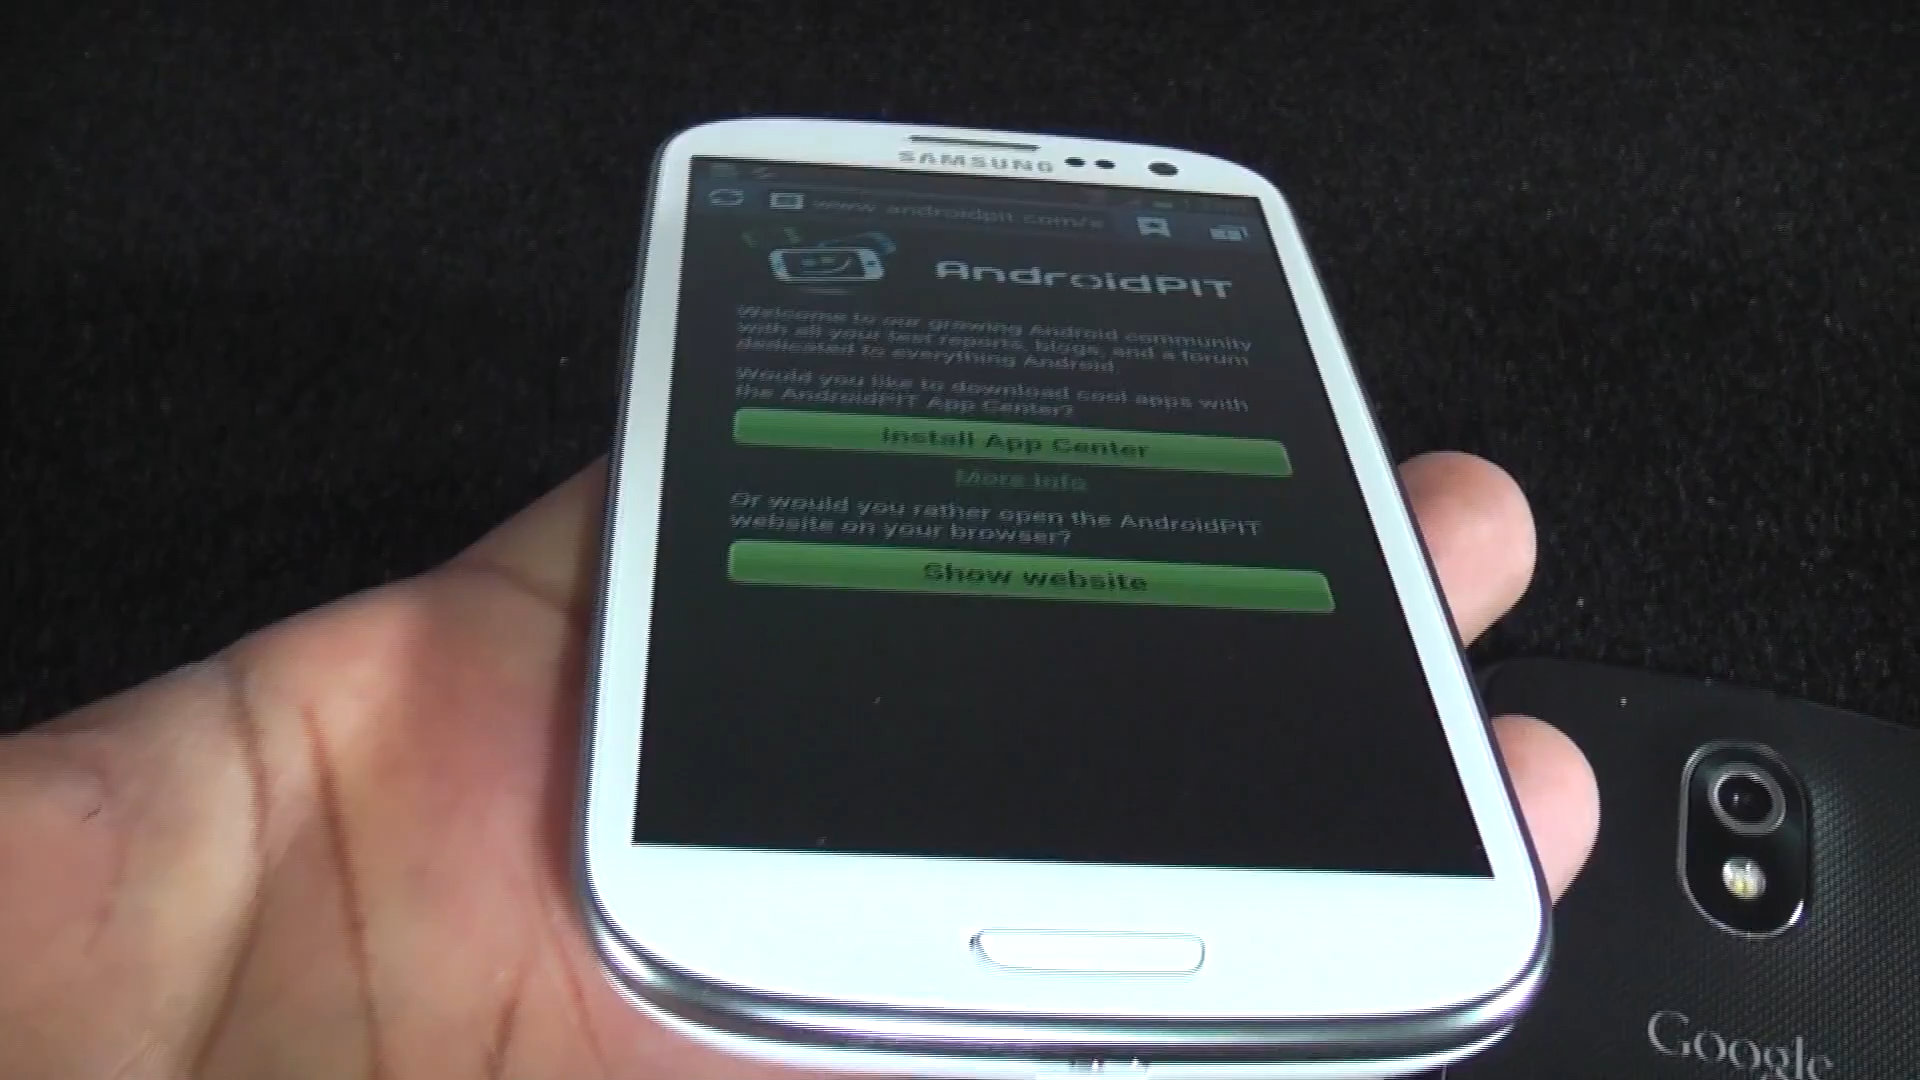 SAMSUNG
www.androidpit.com/s
AndroidPIT
Welcome to our growing Android community
with all your test reports, blogs, and a forum
dedicated to everything Android.
Would you like to download cool apps with
the AndroidPIT App Center?
Install App Center
More info
Or would you rather open the AndroidPIT
website on your browser?
Show website
Google